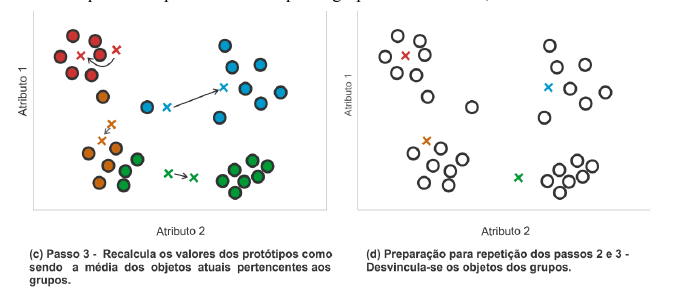 Atributo 1
Atributo 2
(c) Passo 3 - Recalcula os valores dos protótipos como
sendo a média dos objetos atuais pertencentes aos
grupos.
Atributo 1
Atributo 2
(d) Preparação para repetição dos passos 2 e 3 -
Desvincula-se os objetos dos grupos.